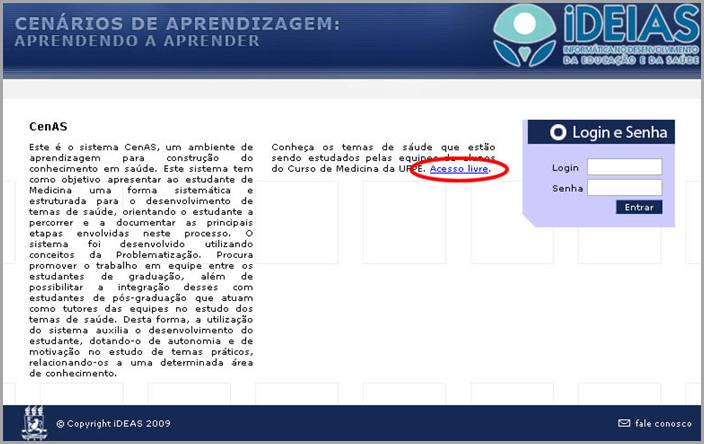 CENÁRIOS DE APRENDIZAGEM:
APRENDENDO A APRENDER
iDEIAS
INFORMÁTICA NO DESENVOLVIMENTO
DA EDUCAÇÃO E DA SAÚDE
CenAS
Este é o sistema CenAS, um ambiente de
aprendizagem para construção do
conhecimento em saúde. Este sistema tem
como objetivo apresentar ao estudante de
Medicina uma forma sistemática e
estruturada para o desenvolvimento de
temas de saúde, orientando o estudante a
percorrer e a documentar as principais
etapas envolvidas neste processo. O
sistema foi desenvolvido utilizando
conceitos da Problematização. Procura
promover o trabalho em equipe entre os
estudantes de graduação, além de
possibilitar a integração desses com
estudantes de pós-graduação que atuam
como tutores das equipes no estudo dos
temas de saúde. Desta forma, a utilização
do sistema auxilia o desenvolvimento do
estudante, dotando-o de autonomia e de
motivação no estudo de temas práticos,
relacionando-os a uma determinada área
de conhecimento.
Conheça os temas de sáude que estão
sendo estudados pelas equipes de alunos
do Curso de Medicina da UFPE. Acesso livre.
Login e Senha
Login
Senha
Entrar
© Copyright iDEAS 2009
fale conosco